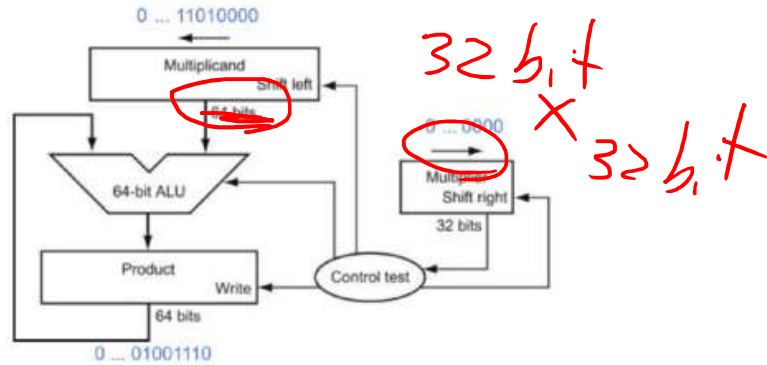 0 ... 11010000
Multiplicand
Shift left
64 bits
32 bit
×
32 bit
0 ... 0000
Multiplier
Shift right
32 bits
64-bit ALU
Control test
Product
Write
64 bits
0 ... 01001110